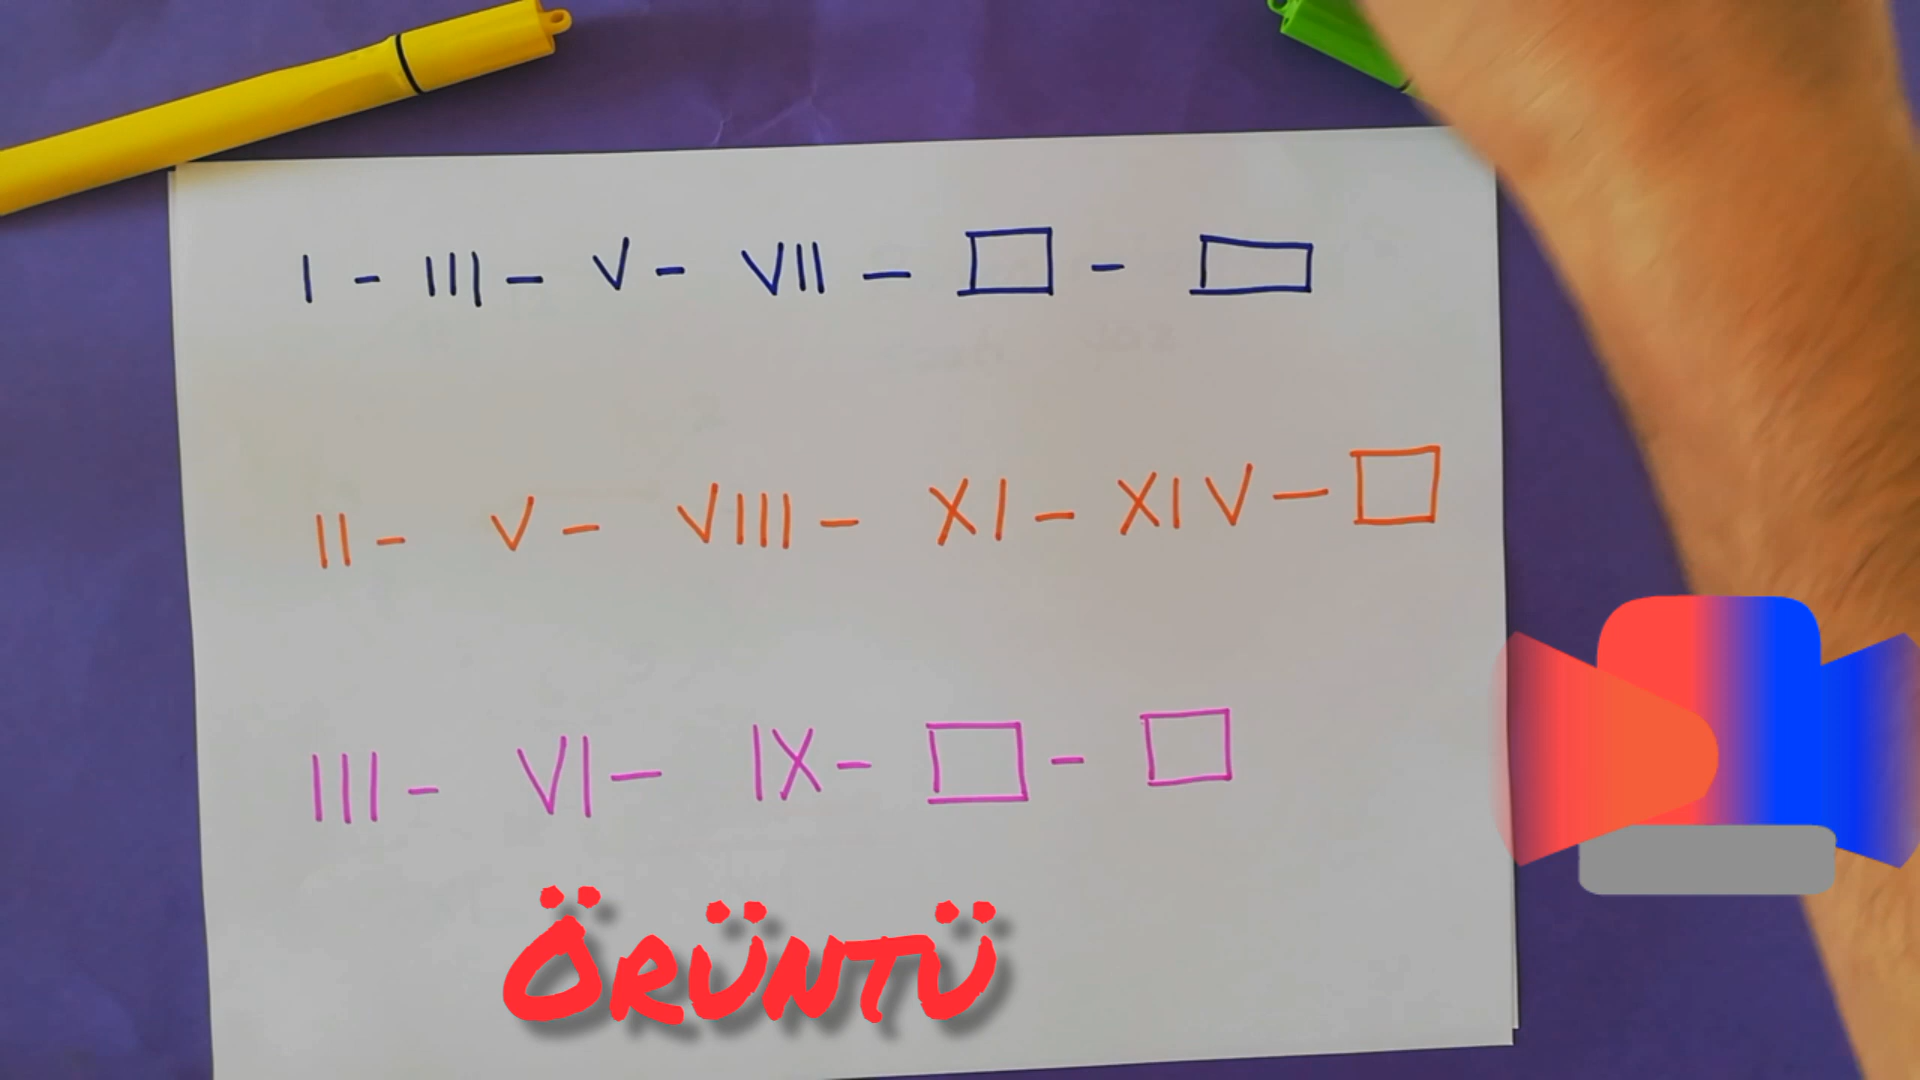 I - III - V - VII - □ - □
II - V - VIII - XI - XIV - □
III - VI - IX - □ - □
Örüntü